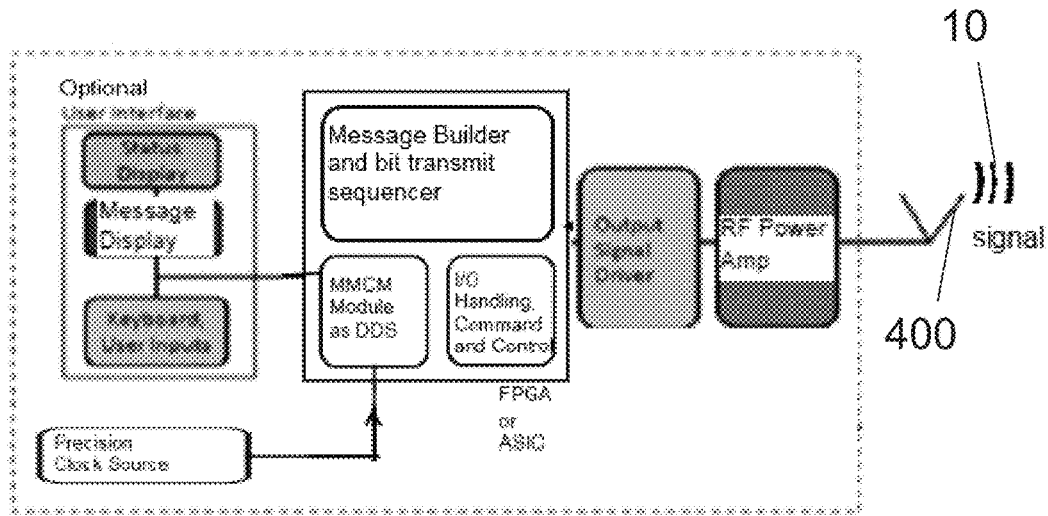 10
Optional
User Interface
Status
Display
Message
Display
Keyboard,
User Inputs
Message Builder
and bit transmit
sequencer
MMCM
Module
as DDS
I/O
Handling,
Command
and Control
Output
Signal
Driver
RF Power
Amp
signal
400
FPGA
or
ASIC
Precision
Clock Source